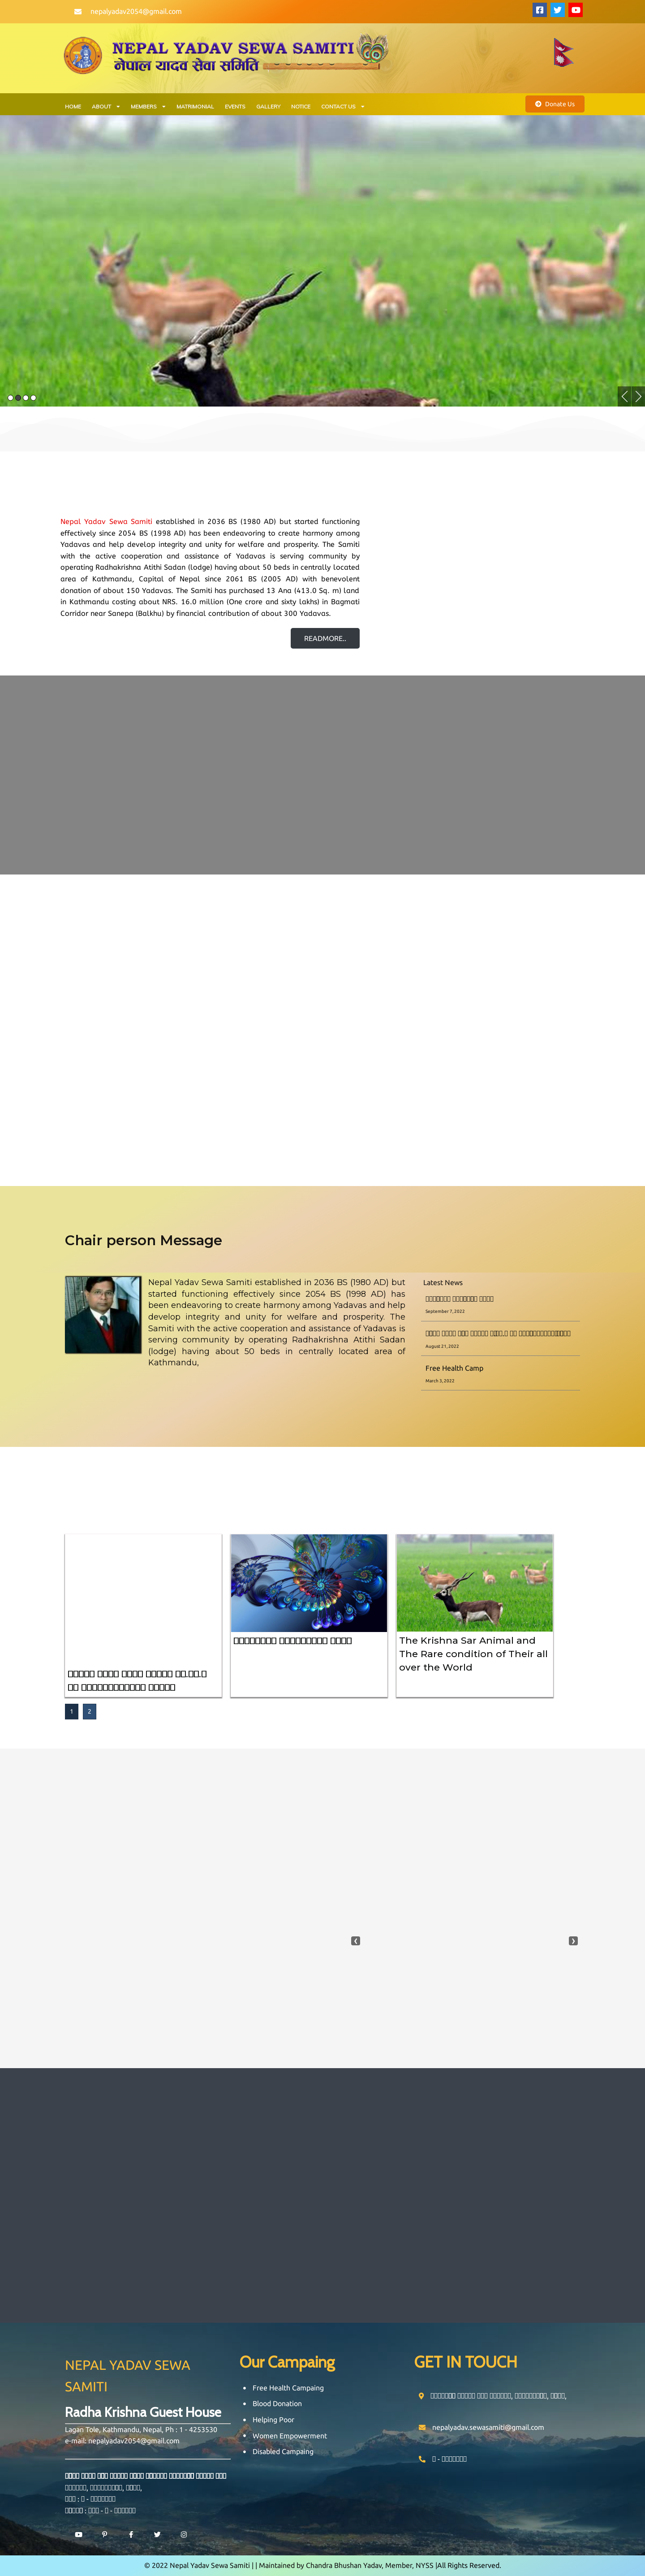 nepalyadav2054@gmail.com
NEPAL YADAV SEWA SAMITI
नेपाल यादव सेवा समिति
HOME ABOUT MEMBERS MATRIMONIAL EVENTS GALLERY NOTICE CONTACT US
Donate Us
Nepal Yadav Sewa Samiti established in 2036 BS (1980 AD) but started functioning
effectively since 2054 BS (1998 AD) has been endeavoring to create harmony among
Yadavas and help develop integrity and unity for welfare and prosperity. The Samiti
with the active cooperation and assistance of Yadavas is serving community by
operating Radhakrishna Atithi Sadan (lodge) having about 50 beds in centrally located
area of Kathmandu, Capital of Nepal since 2061 BS (2005 AD) with benevolent
donation of about 150 Yadavas. The Samiti has purchased 13 Ana (413.0 Sq. m) land
in Kathmandu costing about NRS. 16.0 million (One crore and sixty lakhs) in Bagmati
Corridor near Sanepa (Balkhu) by financial contribution of about 300 Yadavas.
READMORE..
Chair person Message
Nepal Yadav Sewa Samiti established in 2036 BS (1980 AD) but
started functioning effectively since 2054 BS (1998 AD) has
been endeavoring to create harmony among Yadavas and help
develop integrity and unity for welfare and prosperity. The
Samiti with the active cooperation and assistance of Yadavas is
serving community by operating Radhakrishna Atithi Sadan
(lodge) having about 50 beds in centrally located area of
Kathmandu,
Latest News
September 7, 2022
August 21, 2022
Free Health Camp
March 3, 2022
The Krishna Sar Animal and
The Rare condition of Their all
over the World
1 2
NEPAL YADAV SEWA
SAMITI
Radha Krishna Guest House
Lagan Tole, Kathmandu, Nepal, Ph : 1 - 4253530
e-mail: nepalyadav2054@gmail.com
Our Campaing
Free Health Campaing
Blood Donation
Helping Poor
Women Empowerment
Disabled Campaing
GET IN TOUCH
nepalyadav.sewasamiti@gmail.com
© 2022 Nepal Yadav Sewa Samiti | | Maintained by Chandra Bhushan Yadav, Member, NYSS |All Rights Reserved.